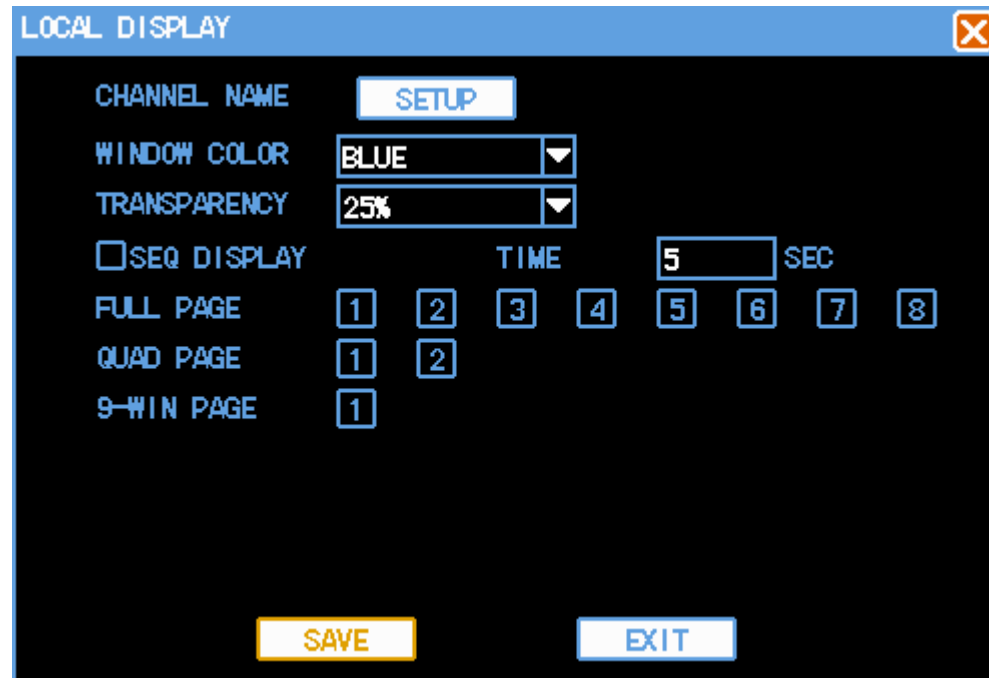 LOCAL DISPLAY
CHANNEL NAME SETUP
WINDOW COLOR BLUE
TRANSPARENCY 25%
SEQ DISPLAY TIME 5 SEC
FULL PAGE 1 2 3 4 5 6 7 8
QUAD PAGE 1 2
9-WIN PAGE 1
SAVE EXIT